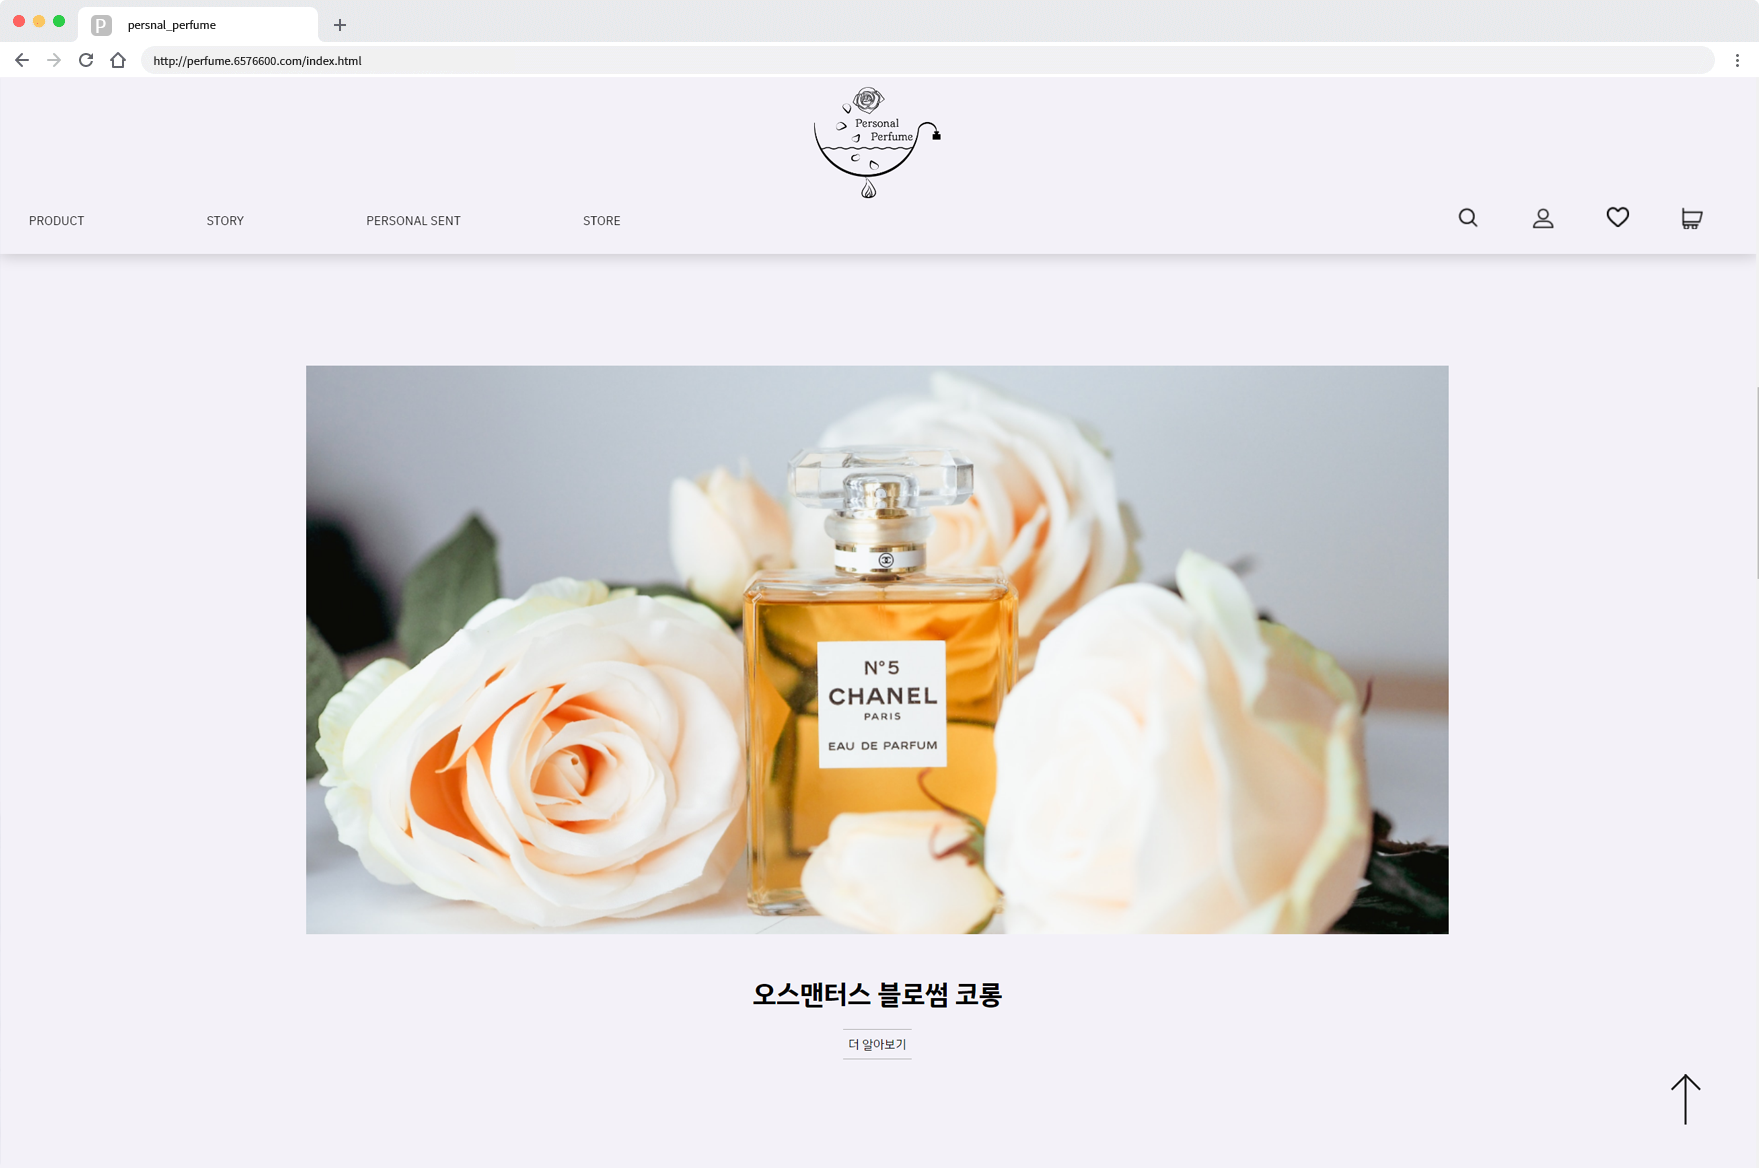 P
persnal_perfume
http://perfume.6576600.com/index.html
Personal
Perfume
PRODUCT
STORY
PERSONAL SENT
STORE
N°5
CHANEL
PARIS
EAU DE PARFUM
오스맨터스 블로썸 코롱
더 알아보기